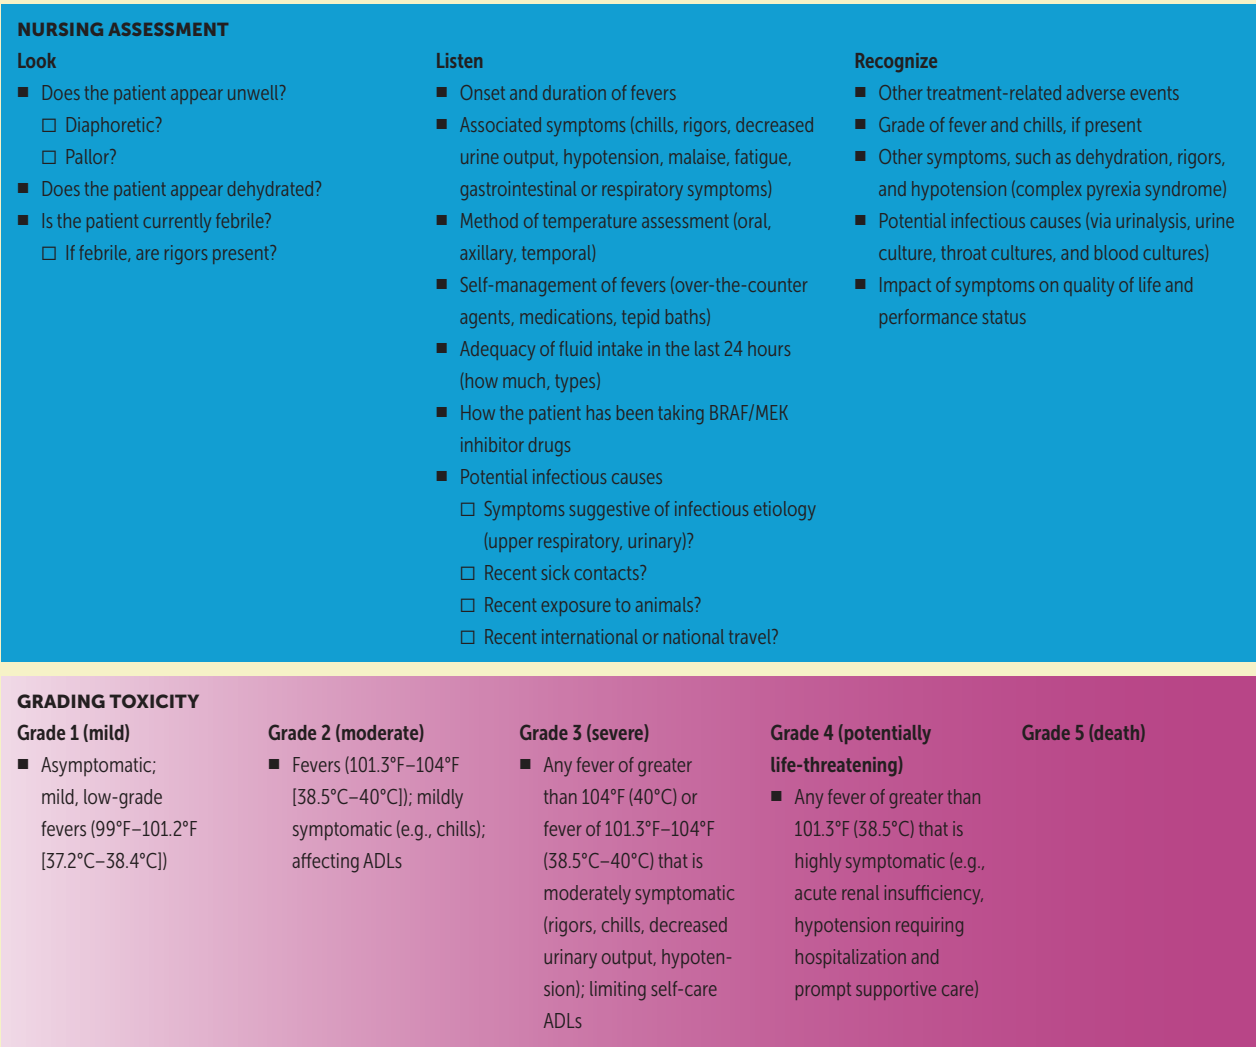 NURSING ASSESSMENT
Look
■ Does the patient appear unwell?
□ Diaphoretic?
□ Pallor?
■ Does the patient appear dehydrated?
■ Is the patient currently febrile?
□ If febrile, are rigors present?
Listen
■ Onset and duration of fevers
■ Associated symptoms (chills, rigors, decreased
urine output, hypotension, malaise, fatigue,
gastrointestinal or respiratory symptoms)
■ Method of temperature assessment (oral,
axillary, temporal)
■ Self-management of fevers (over-the-counter
agents, medications, tepid baths)
■ Adequacy of fluid intake in the last 24 hours
(how much, types)
■ How the patient has been taking BRAF/MEK
inhibitor drugs
■ Potential infectious causes
□ Symptoms suggestive of infectious etiology
(upper respiratory, urinary)?
□ Recent sick contacts?
□ Recent exposure to animals?
□ Recent international or national travel?
Recognize
■ Other treatment-related adverse events
■ Grade of fever and chills, if present
■ Other symptoms, such as dehydration, rigors,
and hypotension (complex pyrexia syndrome)
■ Potential infectious causes (via urinalysis, urine
culture, throat cultures, and blood cultures)
■ Impact of symptoms on quality of life and
performance status
GRADING TOXICITY
Grade 1 (mild)
■ Asymptomatic;
mild, low-grade
fevers (99°F–101.2°F
[37.2°C–38.4°C])
Grade 2 (moderate)
■ Fevers (101.3°F–104°F
[38.5°C–40°C]); mildly
symptomatic (e.g., chills);
affecting ADLs
Grade 3 (severe)
■ Any fever of greater
than 104°F (40°C) or
fever of 101.3°F–104°F
(38.5°C–40°C) that is
moderately symptomatic
(rigors, chills, decreased
urinary output, hypoten-
sion); limiting self-care
ADLs
Grade 4 (potentially
life-threatening)
■ Any fever of greater than
101.3°F (38.5°C) that is
highly symptomatic (e.g.,
acute renal insufficiency,
hypotension requiring
hospitalization and
prompt supportive care)
Grade 5 (death)